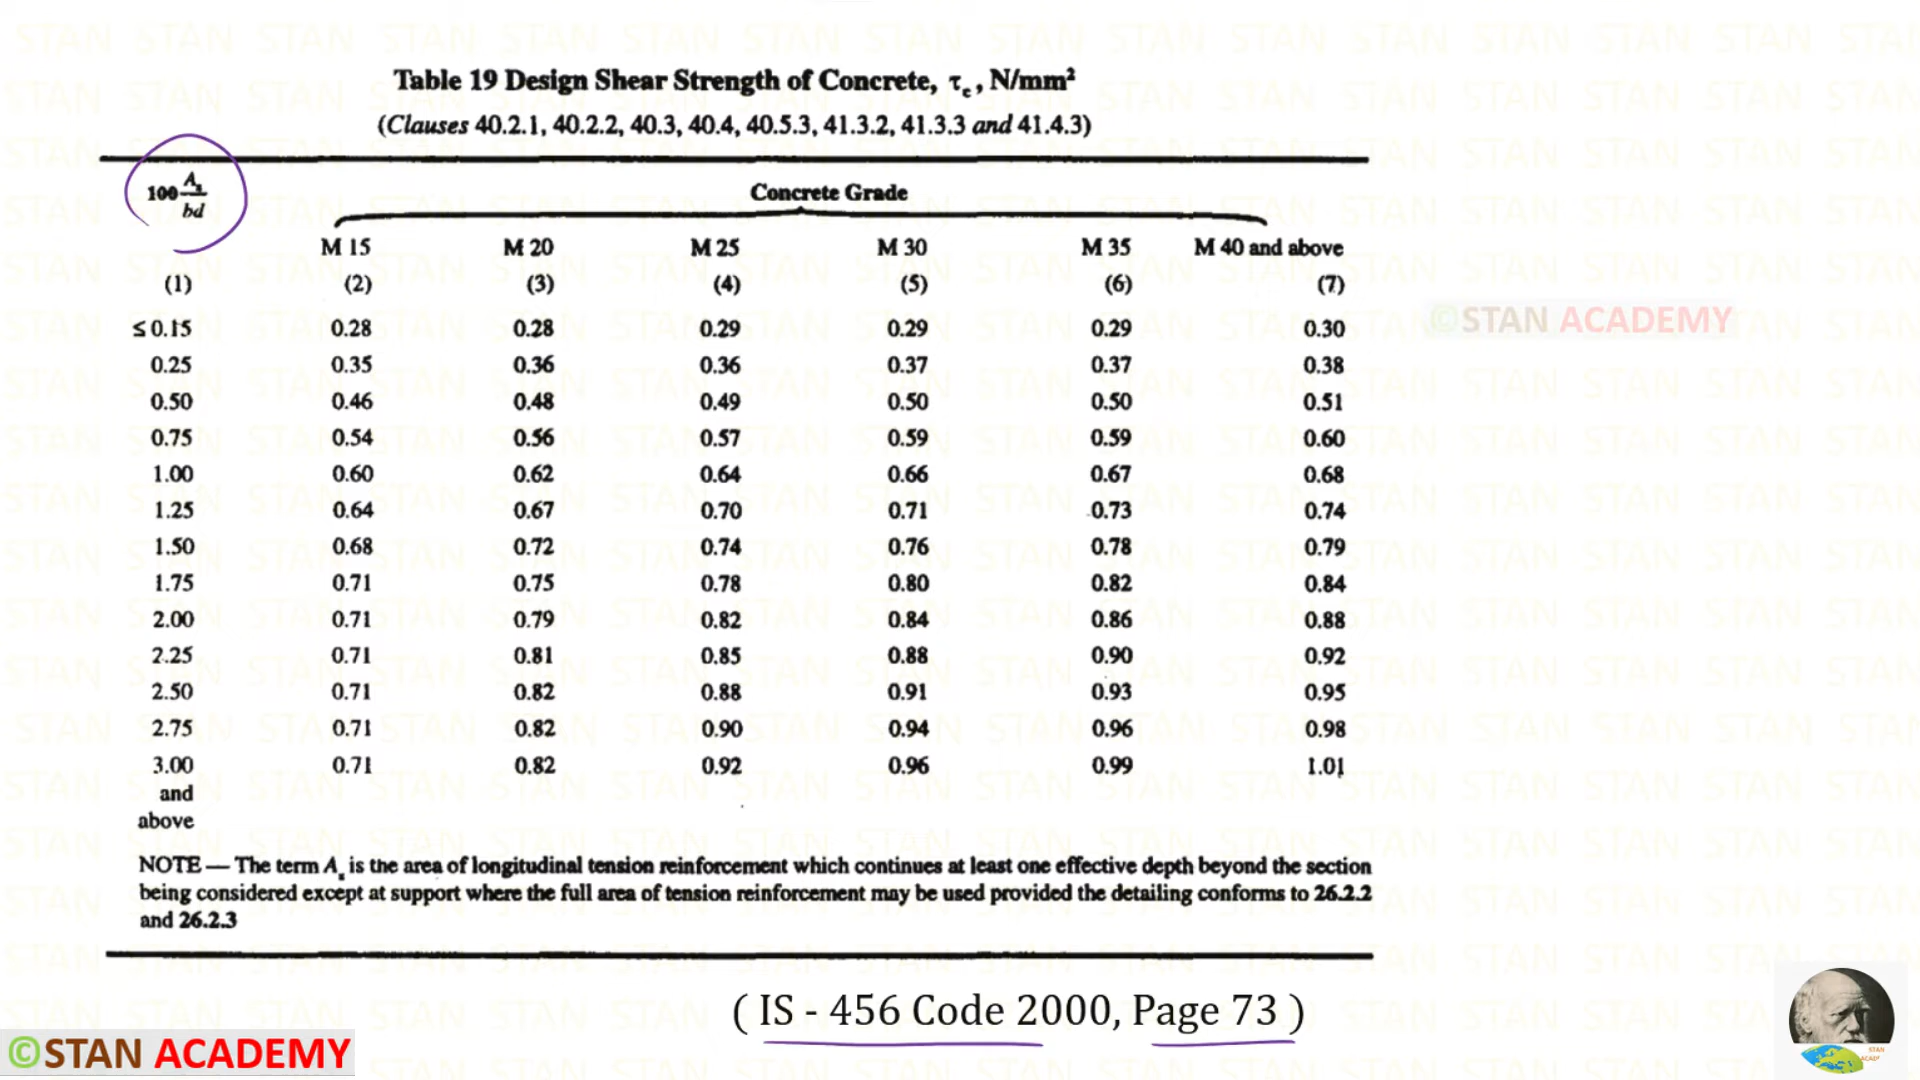 Table 19 Design Shear Strength of Concrete, τc, N/mm²
(Clauses 40.2.1, 40.2.2, 40.3, 40.4, 40.5.3, 41.3.2, 41.3.3 and 41.4.3)
100 As/bd Concrete Grade
M 15 M 20 M 25 M 30 M 35 M 40 and above
(1) (2) (3) (4) (5) (6) (7)
≤ 0.15 0.28 0.28 0.29 0.29 0.29 0.30
0.25 0.35 0.36 0.36 0.37 0.37 0.38
0.50 0.46 0.48 0.49 0.50 0.50 0.51
0.75 0.54 0.56 0.57 0.59 0.59 0.60
1.00 0.60 0.62 0.64 0.66 0.67 0.68
1.25 0.64 0.67 0.70 0.71 0.73 0.74
1.50 0.68 0.72 0.74 0.76 0.78 0.79
1.75 0.71 0.75 0.78 0.80 0.82 0.84
2.00 0.71 0.79 0.82 0.84 0.86 0.88
2.25 0.71 0.81 0.85 0.88 0.90 0.92
2.50 0.71 0.82 0.88 0.91 0.93 0.95
2.75 0.71 0.82 0.90 0.94 0.96 0.98
3.00 0.71 0.82 0.92 0.96 0.99 1.01
and
above
NOTE — The term As is the area of longitudinal tension reinforcement which continues at least one effective depth beyond the section
being considered except at support where the full area of tension reinforcement may be used provided the detailing conforms to 26.2.2
and 26.2.3
( IS - 456 Code 2000, Page 73 )
©STAN ACADEMY
©STAN ACADEMY